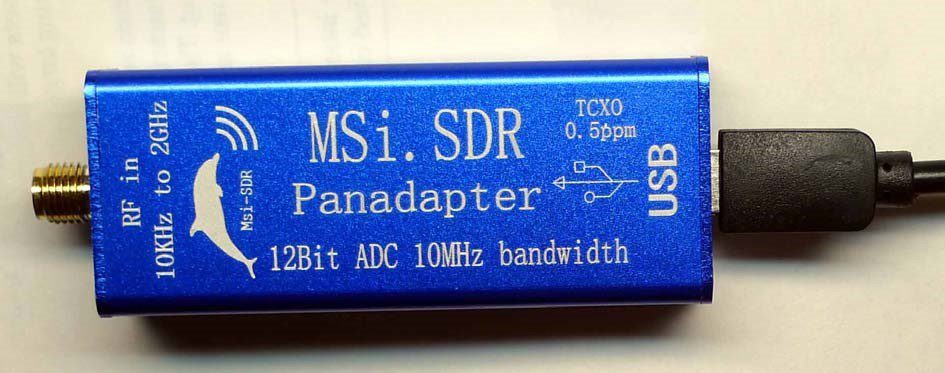 RF in
10KHz to 2GHz
Msi-SDR
MSi.SDR
Panadapter
12Bit ADC 10MHz bandwidth
TCXO
0.5ppm
USB